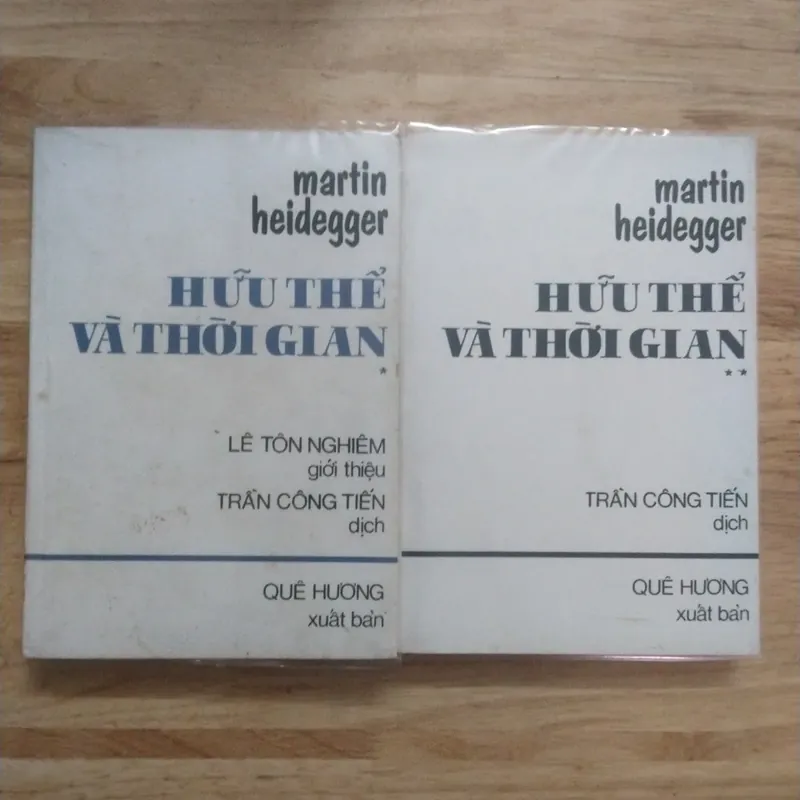 martin
heidegger
HỮU THỂ
VÀ THỜI GIAN
*
LÊ TÔN NGHIÊM
giới thiệu
TRẦN CÔNG TIẾN
dịch
QUÊ HƯƠNG
xuất bản
martin
heidegger
HỮU THỂ
VÀ THỜI GIAN
**
TRẦN CÔNG TIẾN
dịch
QUÊ HƯƠNG
xuất bản